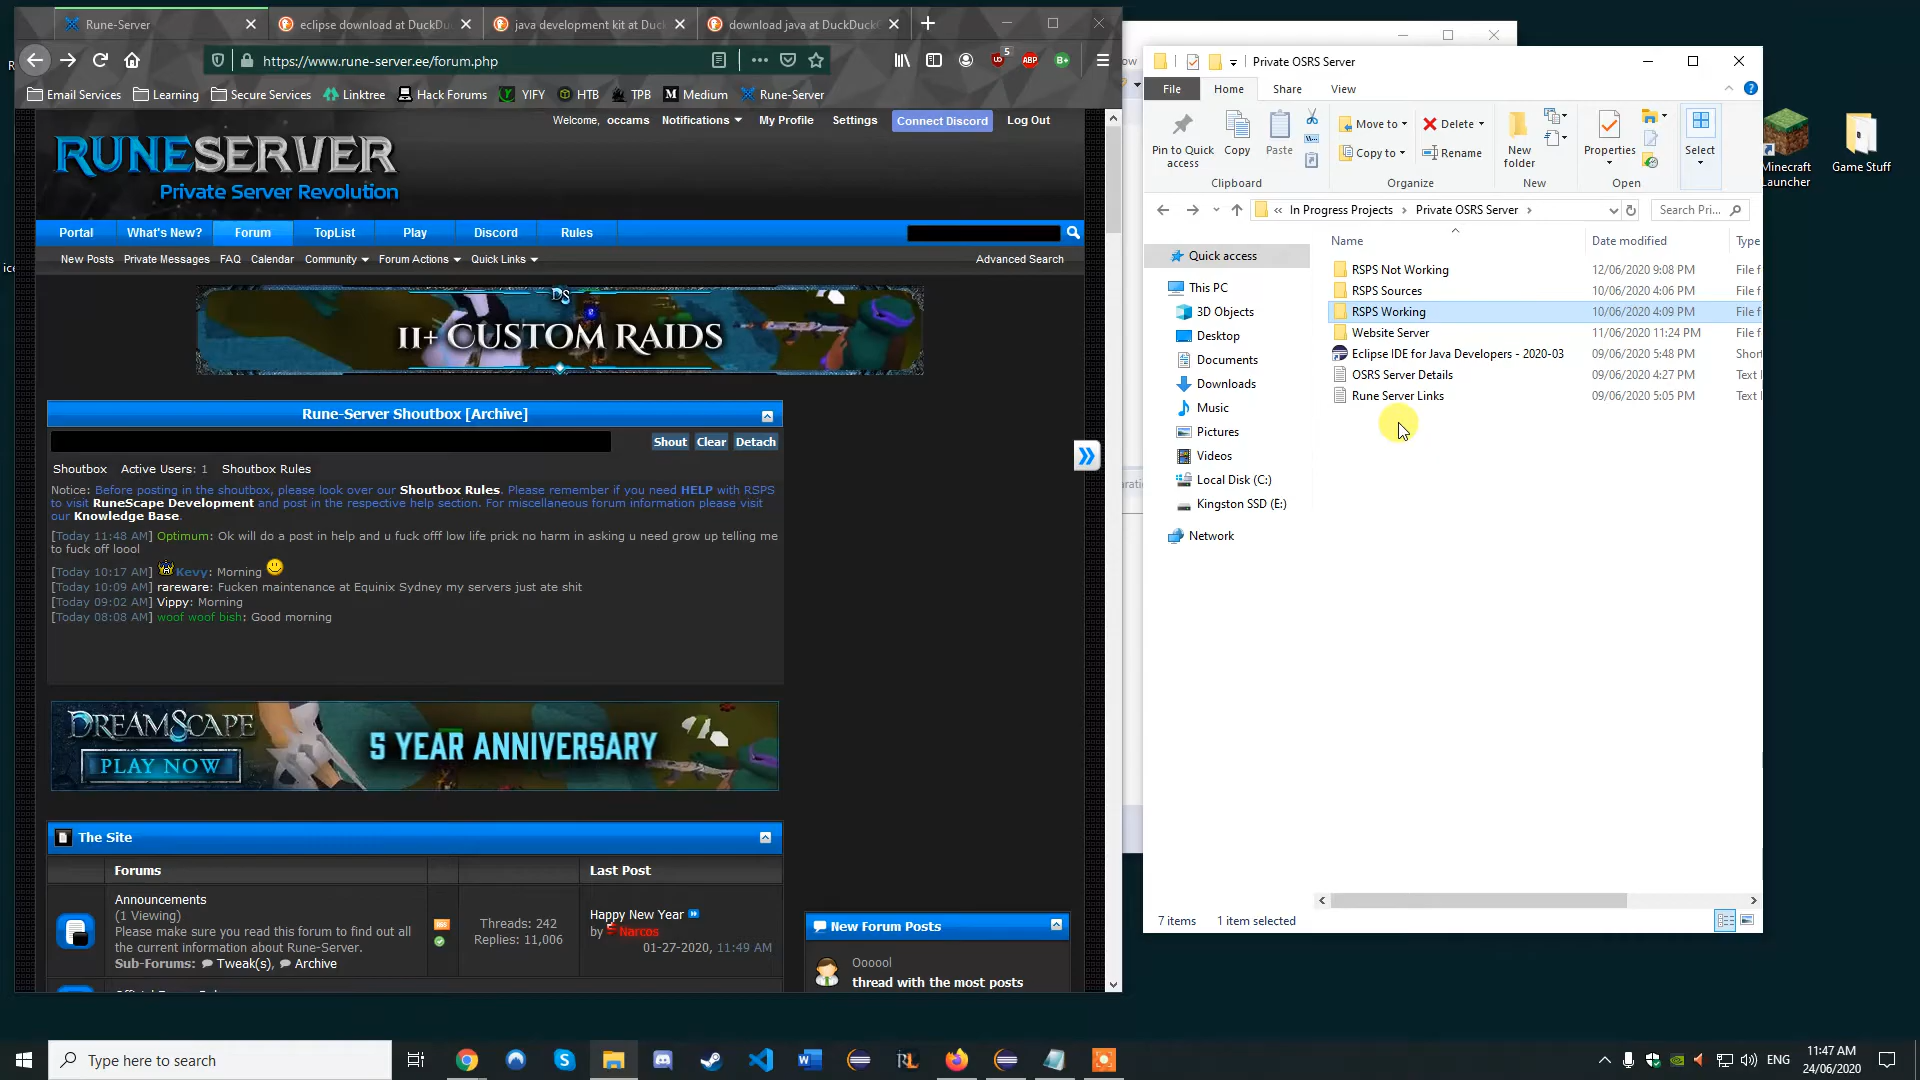 Rune-Server
eclipse download at DuckDu
java development kit at Duc
download java at DuckDuck
https://www.rune-server.ee/forum.php
5
Email Services
Learning
Secure Services
Linktree
Hack Forums
YIFY
HTB
TPB
Medium
Rune-Server
RUNESERVER
Private Server Revolution
Welcome, occams
Notifications
My Profile
Settings
Connect Discord
Log Out
Portal
What's New?
Forum
TopList
Play
Discord
Rules
New Posts
Private Messages
FAQ
Calendar
Community
Forum Actions
Quick Links
Advanced Search
DS
11+ CUSTOM RAIDS
Rune-Server Shoutbox [Archive]
Shout
Clear
Detach
Shoutbox
Active Users: 1
Shoutbox Rules
Notice: Before posting in the shoutbox, please look over our Shoutbox Rules. Please remember if you need HELP with RSPS
to visit RuneScape Development and post in the respective help section. For miscellaneous forum information please visit
our Knowledge Base.
[Today 11:48 AM] Optimum: Ok will do a post in help and u fuck offf low life prick no harm in asking u need grow up telling me
to fuck off loool
[Today 10:17 AM] Kevy: Morning
[Today 10:09 AM] rareware: Fucken maintenance at Equinix Sydney my servers just ate shit
[Today 09:02 AM] Vippy: Morning
[Today 08:08 AM] woof woof bish: Good morning
DREAMSCAPE
PLAY NOW
5 YEAR ANNIVERSARY
The Site
Forums
Last Post
Announcements
(1 Viewing)
Please make sure you read this forum to find out all
the current information about Rune-Server.
Sub-Forums: Tweak(s), Archive
Threads: 242
Replies: 11,006
Happy New Year
by Narcos
01-27-2020, 11:49 AM
New Forum Posts
Oooool
thread with the most posts
Private OSRS Server
File
Home
Share
View
Pin to Quick
access
Copy
Paste
Move to
Copy to
Delete
Rename
New
folder
Properties
Select
Clipboard
Organize
New
Open
« In Progress Projects > Private OSRS Server >
Search Pri...
Name
Date modified
Type
RSPS Not Working 12/06/2020 9:08 PM File f
RSPS Sources 10/06/2020 4:06 PM File f
RSPS Working 10/06/2020 4:09 PM File f
Website Server 11/06/2020 11:24 PM File f
Eclipse IDE for Java Developers - 2020-03 09/06/2020 5:48 PM Short
OSRS Server Details 09/06/2020 4:27 PM Text
Rune Server Links 09/06/2020 5:05 PM Text
Quick access
This PC
3D Objects
Desktop
Documents
Downloads
Music
Pictures
Videos
Local Disk (C:)
Kingston SSD (E:)
Network
7 items
1 item selected
Minecraft
Launcher
Game Stuff
Type here to search
ENG
11:47 AM
24/06/2020